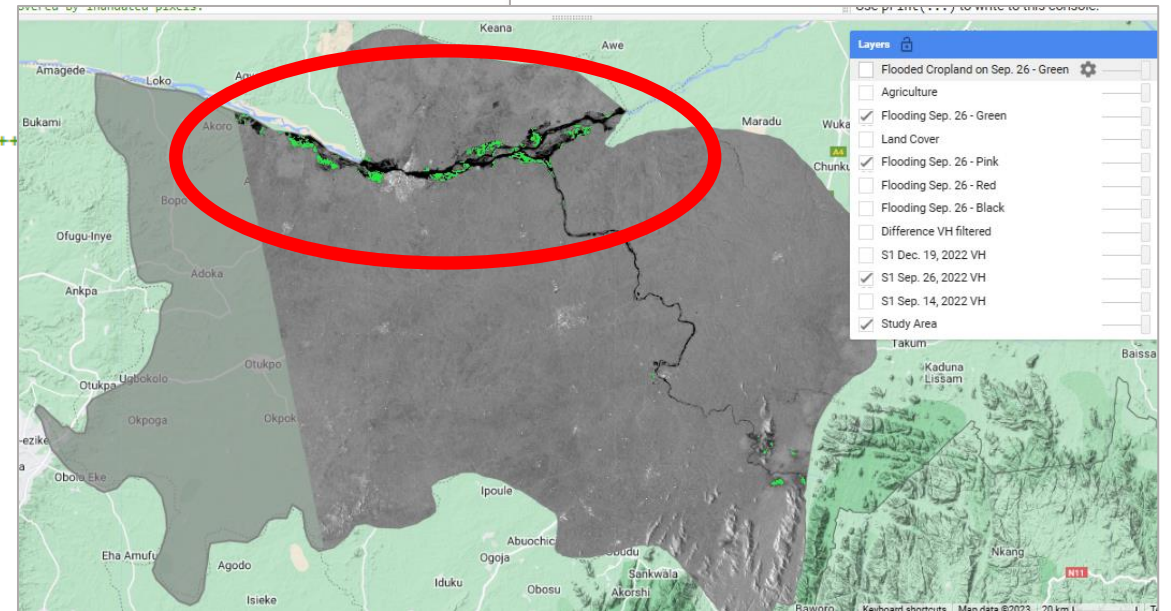 overed by inundated pixels.
Use print(...) to write to this console.
Keana
Awe
Layers
Amagede
Loko
Flooded Cropland on Sep. 26 - Green
Agriculture
Bukami
Akoro
Maradu
Wuka
Flooding Sep. 26 - Green
A4
Land Cover
Chunku
Flooding Sep. 26 - Pink
Flooding Sep. 26 - Red
Bopo
Flooding Sep. 26 - Black
Ofugu-Inye
Difference VH filtered
S1 Dec. 19, 2022 VH
Adoka
Ankpa
S1 Sep. 26, 2022 VH
S1 Sep. 14, 2022 VH
Study Area
Takum
Baissa
Otukpo
Kaduna
Lissam
Otukpa
Ugbokolo
Okpoga
Okpok
-ezike
Obolo Eke
Ipoule
Eha Amufu
Abuochic
Agodo
Ogoja
Obudu
Nkang
Sankwala
N11
Iduku
Obosu
Akorshi
Isieke
Baworo
Keyboard shortcuts
Map data ©2023
20 km